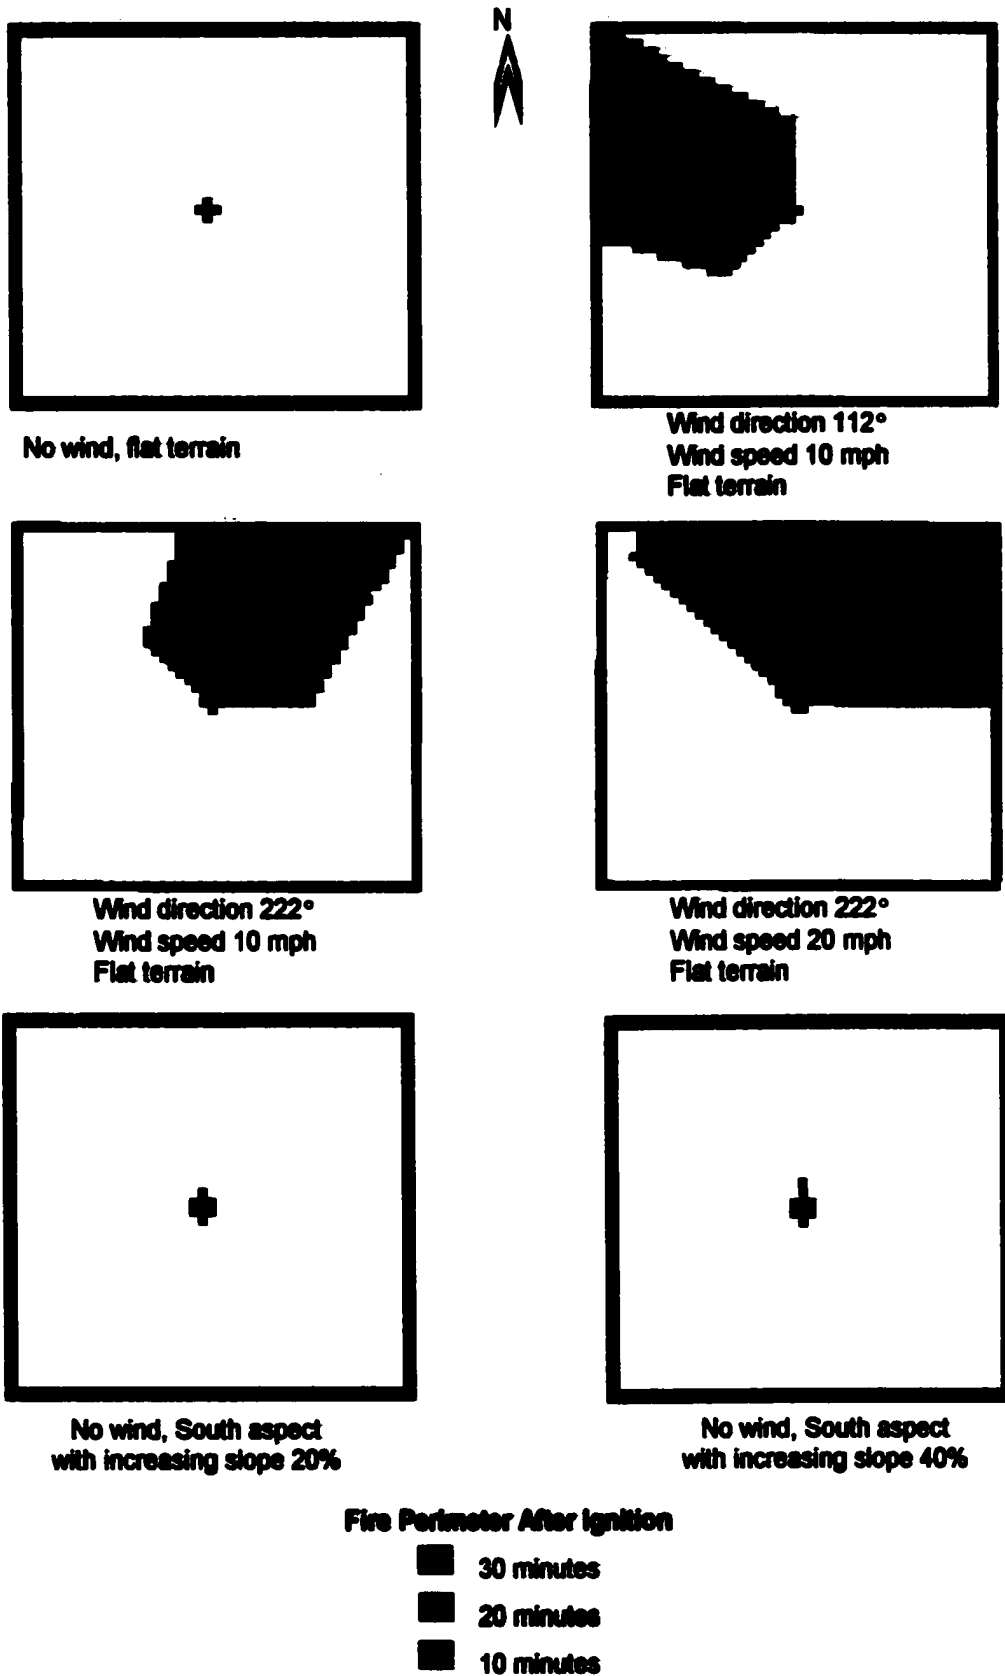 N
No wind, flat terrain
Wind direction 112°
Wind speed 10 mph
Flat terrain
Wind direction 222°
Wind speed 10 mph
Flat terrain
Wind direction 222°
Wind speed 20 mph
Flat terrain
No wind, South aspect
with increasing slope 20%
No wind, South aspect
with increasing slope 40%
Fire Perimeter After Ignition
30 minutes
20 minutes
10 minutes